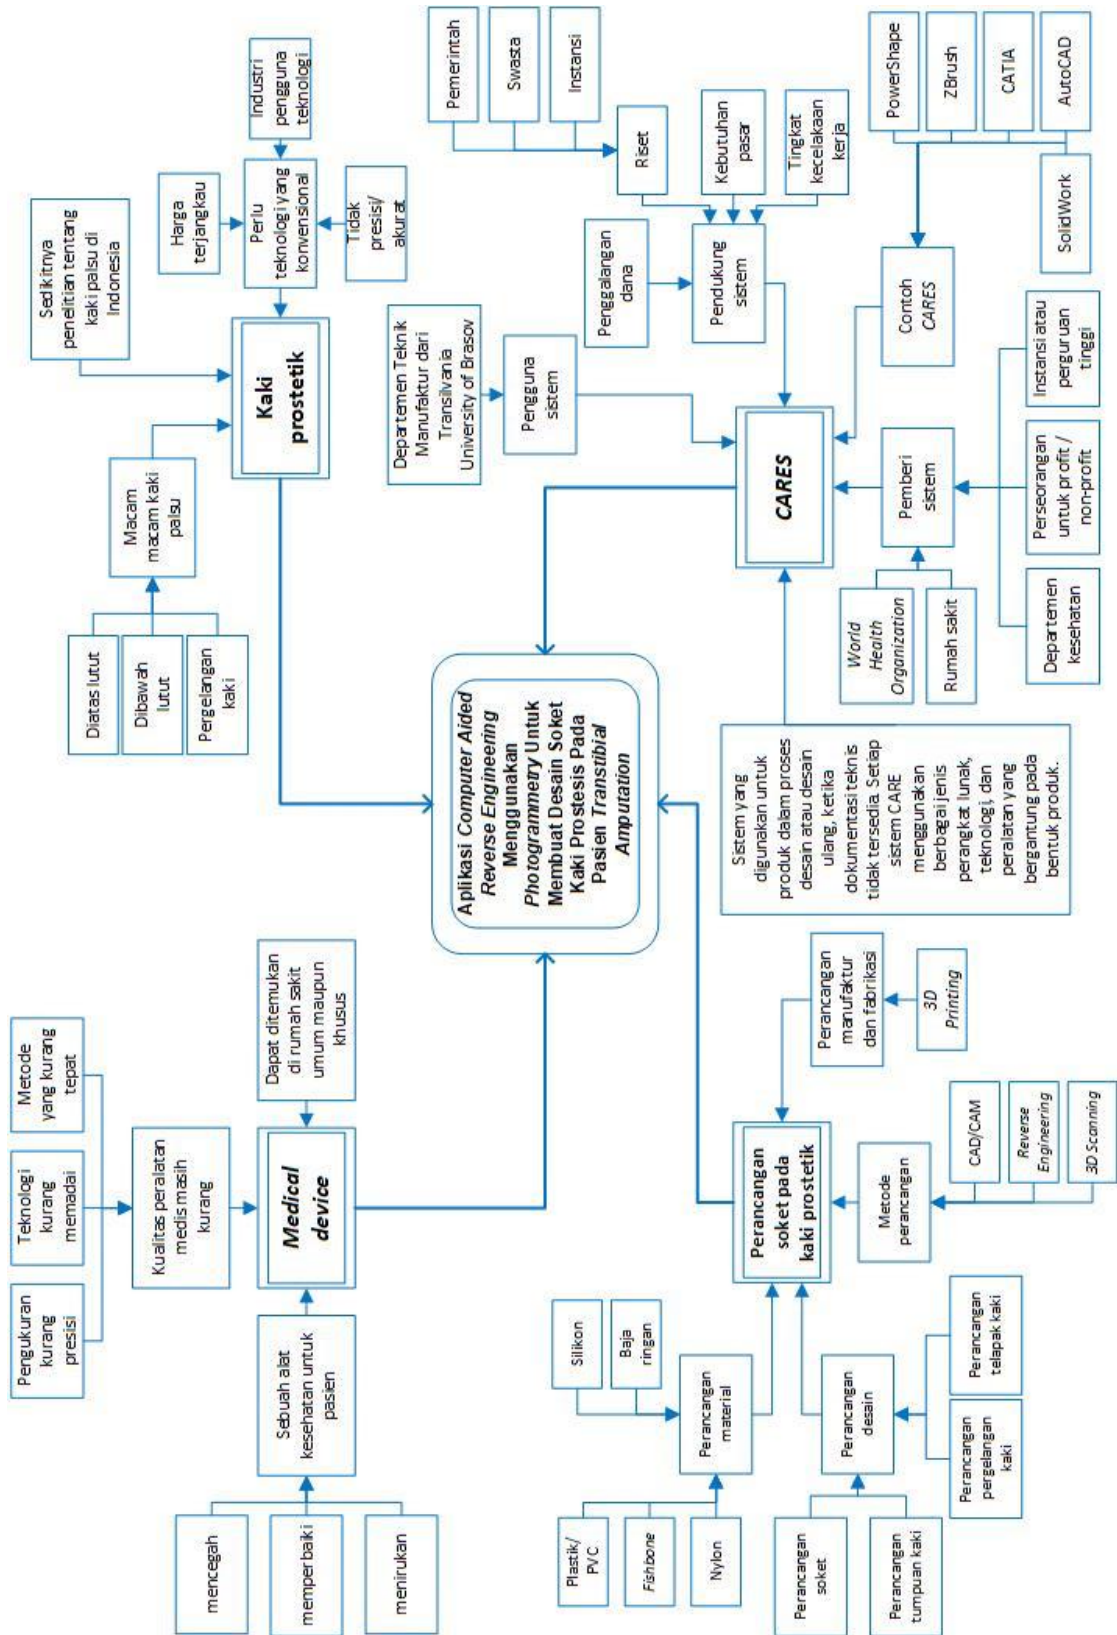 Pengukuran
kurang
presisi
Teknologi
kurang
memadai
Metode
yang kurang
tepat
Kualitas peralatan
medis masih
kurang
mencegah
memperbaiki
menirukan
Sebuah alat
kesehatan untuk
pasien
Medical
device
Dapat ditemukan
di rumah sakit
umum maupun
khusus
Diatas lutut
Dibawah
lutut
Pergelangan
kaki
Macam
macam kaki
palsu
Sedikitnya
penelitian tentang
kaki palsu di
Indonesia
Kaki
prostetik
Harga
terjangkau
Perlu
teknologi yang
konvensional
Industri
pengguna
teknologi
Tidak
presisi/
akurat
Aplikasi Computer Aided
Reverse Engineering
Menggunakan
Photogrammetry Untuk
Membuat Desain Soket
Kaki Prostesis Pada
Pasien Transtibial
Amputation
Plastik/
PVC
Fishbone
Nylon
Silikon
Baja
ringan
Perancangan
material
Perancangan
soket
Perancangan
tumpuan kaki
Perancangan
desain
Perancangan
pergelangan
kaki
Perancangan
telapak kaki
Perancangan
soket pada
kaki prostetik
Metode
perancangan
CAD/CAM
Reverse
Engineering
3D Scanning
Perancangan
manufaktur
dan fabrikasi
3D
Printing
Sistem yang
digunakan untuk
produk dalam proses
desain atau desain
ulang, ketika
dokumentasi teknis
tidak tersedia. Setiap
sistem CARE
menggunakan
berbagai jenis
perangkat lunak,
teknologi, dan
peralatan yang
bergantung pada
bentuk produk.
CARES
Departemen Teknik
Manufaktur dari
Transilvania
University of Brasov
Pengguna
sistem
Penggalangan
dana
Pendukung
sistem
Riset
Kebutuhan
pasar
Tingkat
kecelakaan
kerja
Pemerintah
Swasta
Instansi
World
Health
Organization
Rumah sakit
Pemberi
sistem
Departemen
kesehatan
Perseorangan
untuk profit /
non-profit
Instansi atau
perguruan
tinggi
Contoh
CARES
PowerShape
ZBrush
CATIA
AutoCAD
SolidWork